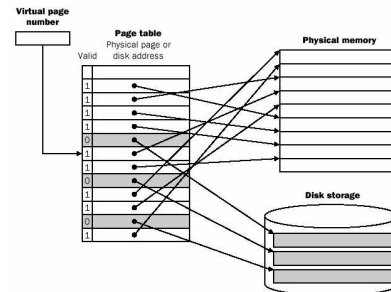 Virtual page
number
Page table
Physical page or
disk address
Valid
Physical memory
1
1
1
1
0
1
1
0
1
1
0
1
Disk storage